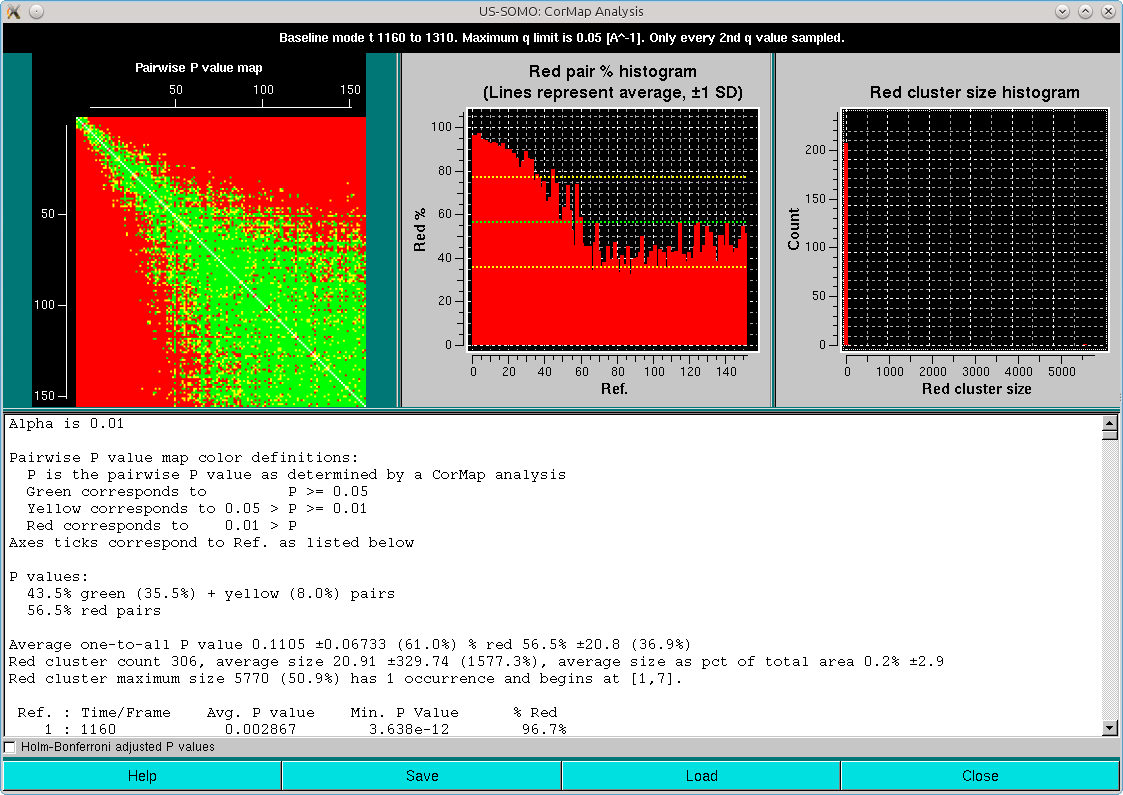 US-SOMO: CorMap Analysis
Baseline mode t 1160 to 1310. Maximum q limit is 0.05 [A^-1]. Only every 2nd q value sampled.
Pairwise P value map
50 100 150
50
100
150
Red pair % histogram
(Lines represent average, ±1 SD)
100
80
60
40
20
0
Red %
0 20 40 60 80 100 120 140
Ref.
Red cluster size histogram
200
150
100
50
0
Count
0 1000 2000 3000 4000 5000
Red cluster size
Alpha is 0.01
Pairwise P value map color definitions:
P is the pairwise P value as determined by a CorMap analysis
Green corresponds to P >= 0.05
Yellow corresponds to 0.05 > P >= 0.01
Red corresponds to 0.01 > P
Axes ticks correspond to Ref. as listed below
P values:
43.5% green (35.5%) + yellow (8.0%) pairs
56.5% red pairs
Average one-to-all P value 0.1105 ±0.06733 (61.0%) % red 56.5% ±20.8 (36.9%)
Red cluster count 306, average size 20.91 ±329.74 (1577.3%), average size as pct of total area 0.2% ±2.9
Red cluster maximum size 5770 (50.9%) has 1 occurrence and begins at [1,7].
Ref. : Time/Frame Avg. P value Min. P Value % Red
1 : 1160 0.002867 3.638e-12 96.7%
Holm-Bonferroni adjusted P values
Help Save Load Close